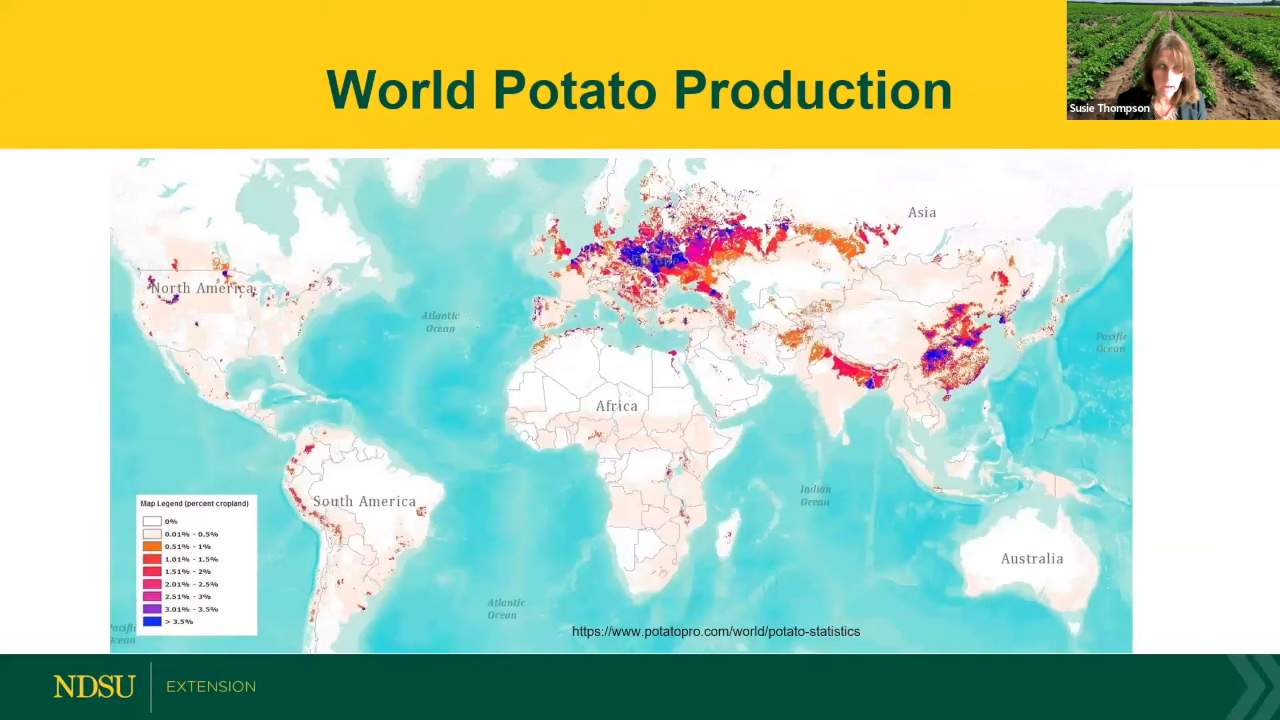 World Potato Production
Susie Thompson
Asia
North America
Atlantic
Ocean
Pacific
Ocean
Africa
South America
Indian
Ocean
Australia
Atlantic
Ocean
Pacific
Ocean
Map Legend (percent cropland)
0%
0.01% - 0.5%
0.51% - 1%
1.01% - 1.5%
1.51% - 2%
2.01% - 2.5%
2.51% - 3%
3.01% - 3.5%
> 3.5%
https://www.potatopro.com/world/potato-statistics
NDSU
EXTENSION